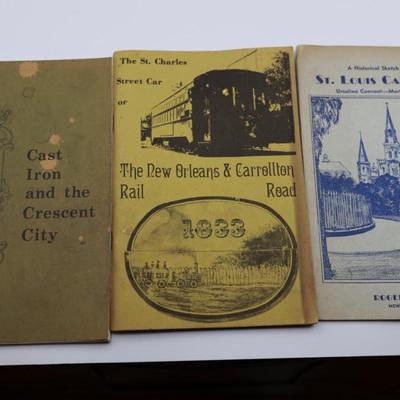 Cast
Iron
and the
Crescent
City
The St. Charles
Street Car
or
The New Orleans & Carrollton
Rail Road
1833
A Historical Sketch
ST. LOUIS CA
Ursuline Convent—
ROGE
NEW